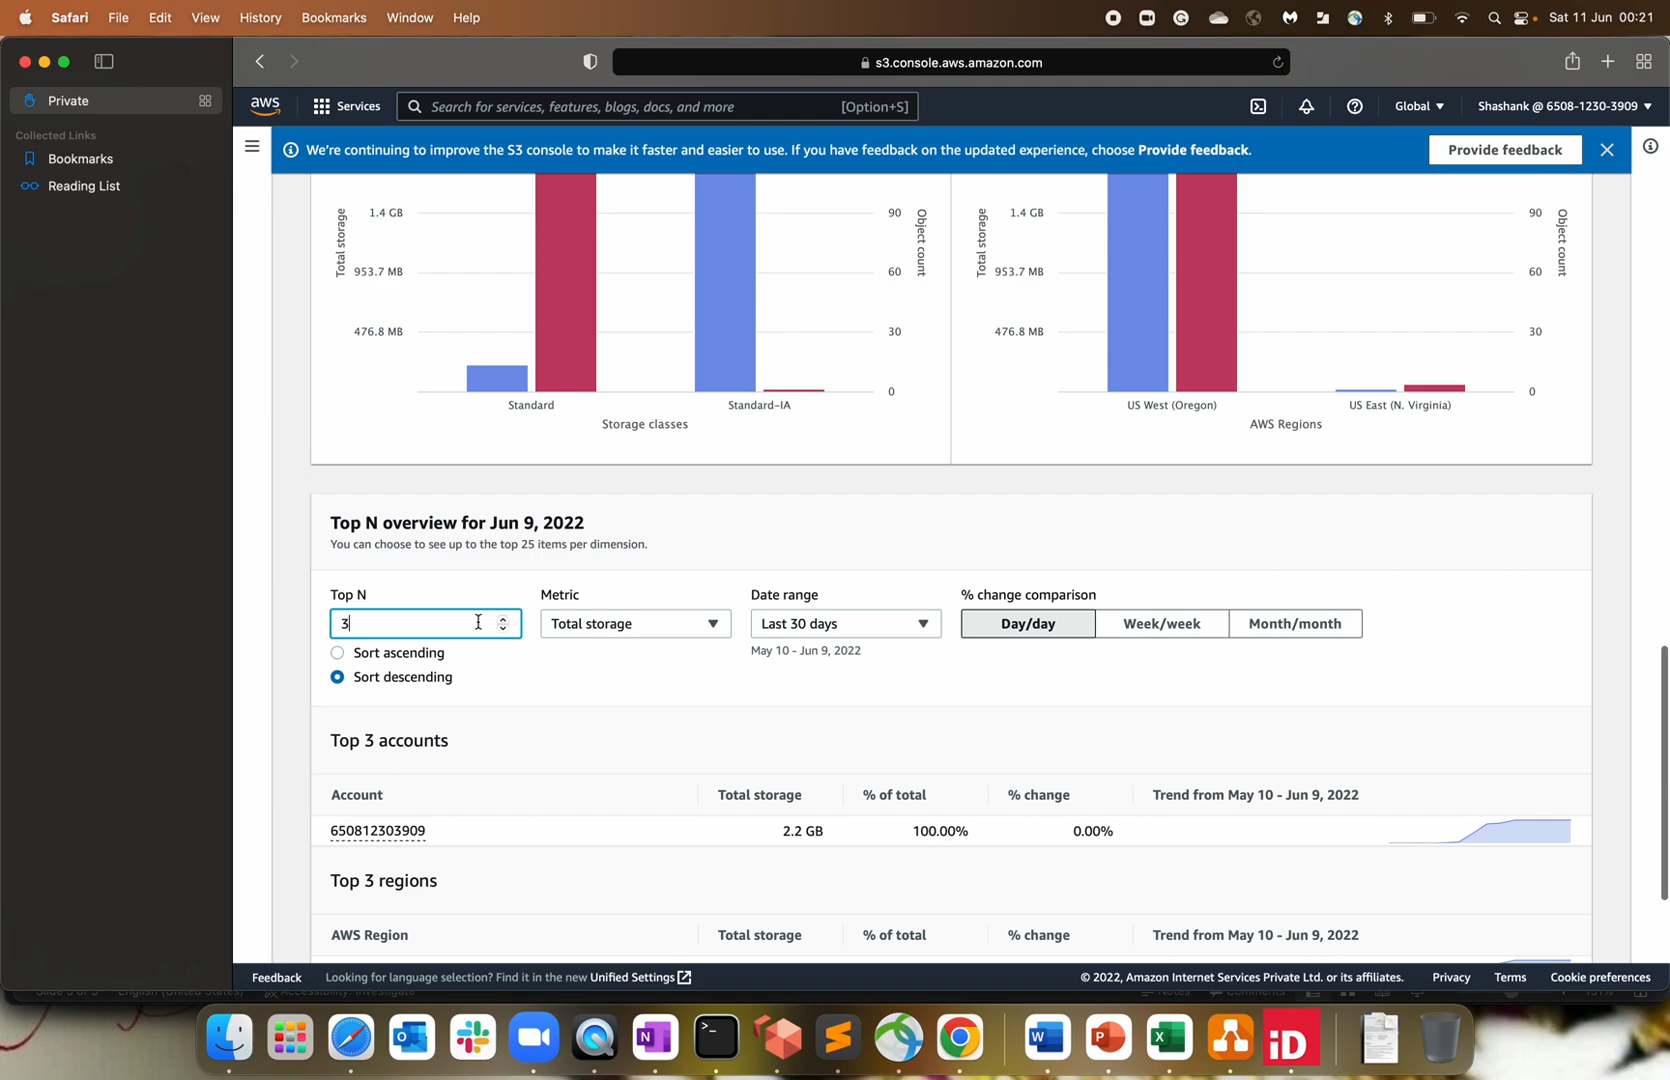 Safari File Edit View History Bookmarks Window Help Sat 11 Jun 00:21
Private
Collected Links
Bookmarks
Reading List
s3.console.aws.amazon.com
aws Services Search for services, features, blogs, docs, and more [Option+S] Global Shashank @ 6508-1230-3909
We're continuing to improve the S3 console to make it faster and easier to use. If you have feedback on the updated experience, choose Provide feedback. Provide feedback
Total storage
1.4 GB
953.7 MB
476.8 MB
90
60
30
0
Object count
Standard Standard-IA
Storage classes
Total storage
1.4 GB
953.7 MB
476.8 MB
90
60
30
0
Object count
US West (Oregon) US East (N. Virginia)
AWS Regions
Top N overview for Jun 9, 2022
You can choose to see up to the top 25 items per dimension.
Top N Metric Date range % change comparison
3 Total storage Last 30 days Day/day Week/week Month/month
Sort ascending May 10 - Jun 9, 2022
Sort descending
Top 3 accounts
Account Total storage % of total % change Trend from May 10 - Jun 9, 2022
650812303909 2.2 GB 100.00% 0.00%
Top 3 regions
AWS Region Total storage % of total % change Trend from May 10 - Jun 9, 2022
Feedback Looking for language selection? Find it in the new Unified Settings © 2022, Amazon Internet Services Private Ltd. or its affiliates. Privacy Terms Cookie preferences
N W P X iD